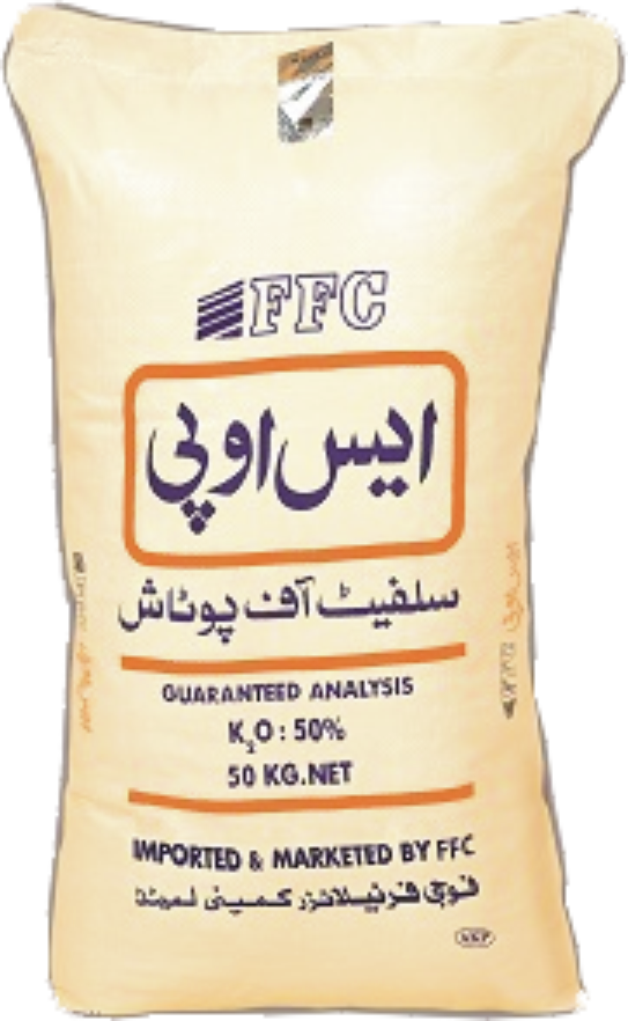 FFC
ایس او پی
سلفیٹ آف پوٹاش
GUARANTEED ANALYSIS
K₂O : 50%
50 KG.NET
IMPORTED & MARKETED BY FFC
فوجی فرٹیلائزر کمپنی لمیٹڈ